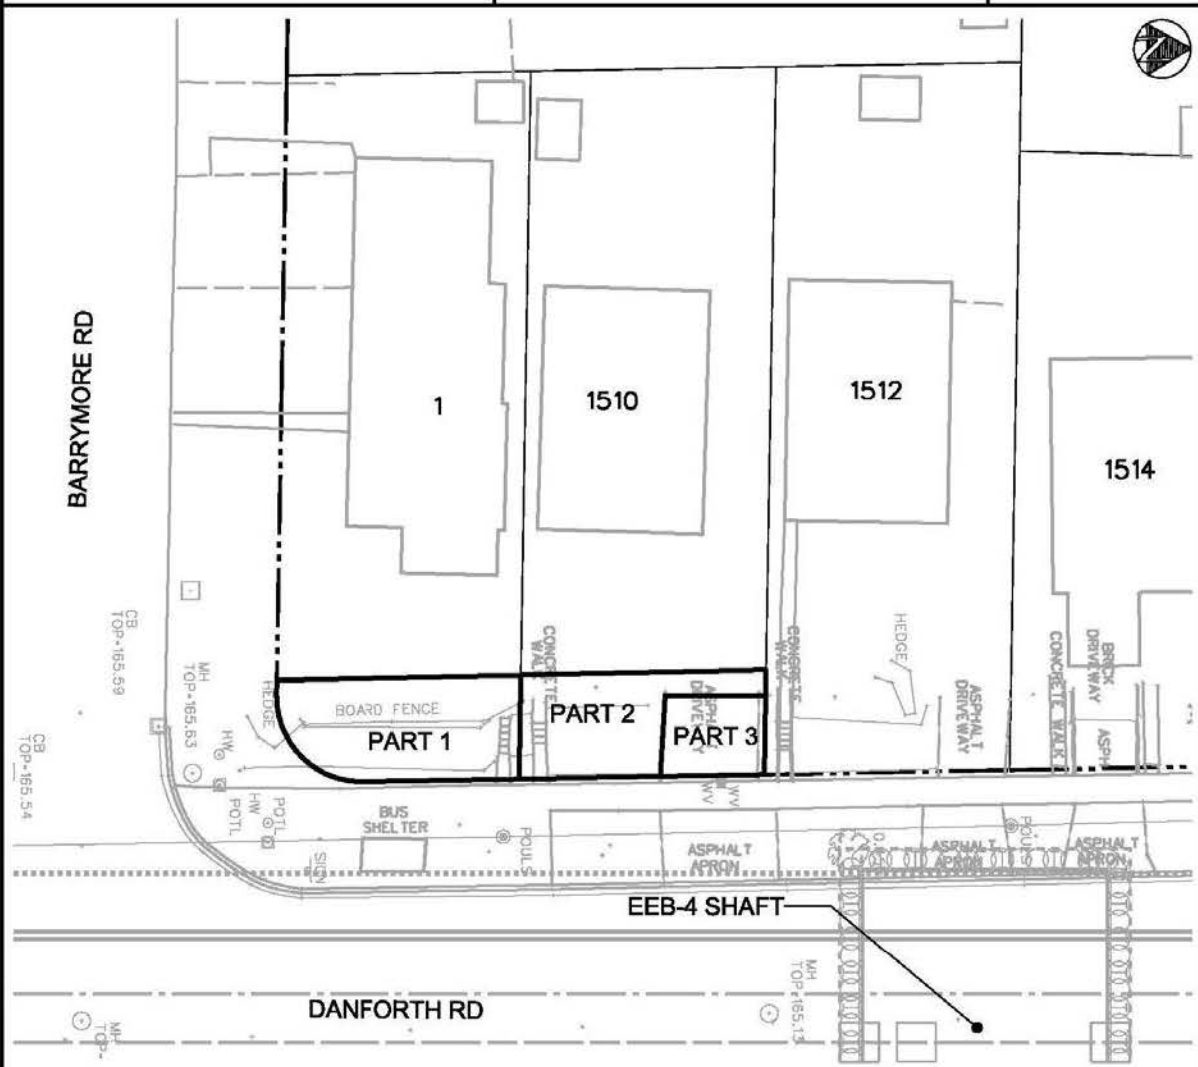 BARRYMORE RD
1
1510
1512
1514
CB
TOP=165.59
MH
TOP=165.63
CB
TOP=165.54
HEDGE
BOARD FENCE
PART 1
CONCRETE
WALK
PART 2
ASPHALT
DRIVEWAY
PART 3
CONCRETE
WALK
HEDGE
ASPHALT
DRIVEWAY
CONCRETE WALK
BRICK
DRIVEWAY
ASPH
HW
POTL
HW
POTL
SIGN
BUS
SHELTER
POULS
WV
WV
ASPHALT
APRON
ASPHALT
APRON
ASPHALT
APRON
EEB-4 SHAFT
DANFORTH RD
MH
TOP=165.13
MH
TOP=